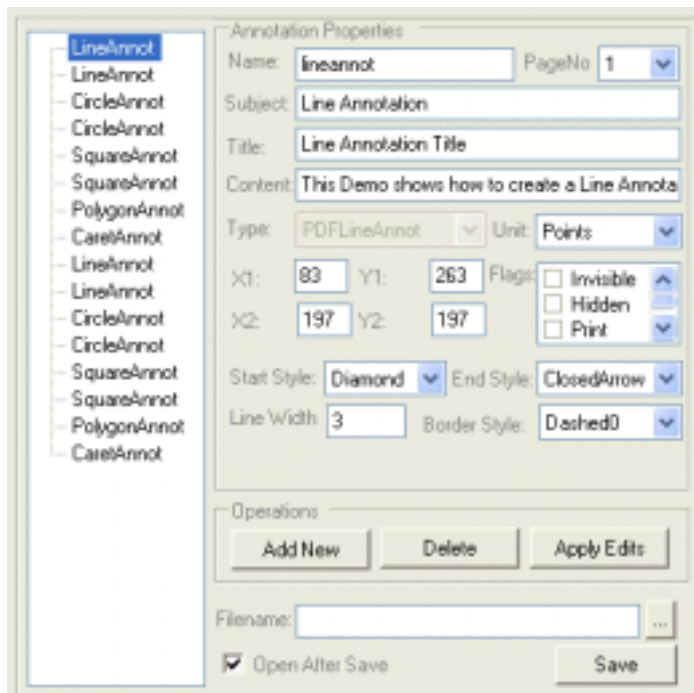 LineAnnot
LineAnnot
CircleAnnot
CircleAnnot
SquareAnnot
SquareAnnot
PolygonAnnot
CaretAnnot
LineAnnot
LineAnnot
CircleAnnot
CircleAnnot
SquareAnnot
SquareAnnot
PolygonAnnot
CaretAnnot
Annotation Properties
Name: lineannot PageNo 1
Subject: Line Annotation
Title: Line Annotation Title
Content: This Demo shows how to create a Line Annota
Type: PDFLineAnnot Unit: Points
X1: 83 Y1: 263 Flags: Invisible
Hidden
X2: 197 Y2: 197 Print
Start Style: Diamond End Style: ClosedArrow
Line Width 3 Border Style: Dashed0
Operations
Add New Delete Apply Edits
Filename: ...
Open After Save Save